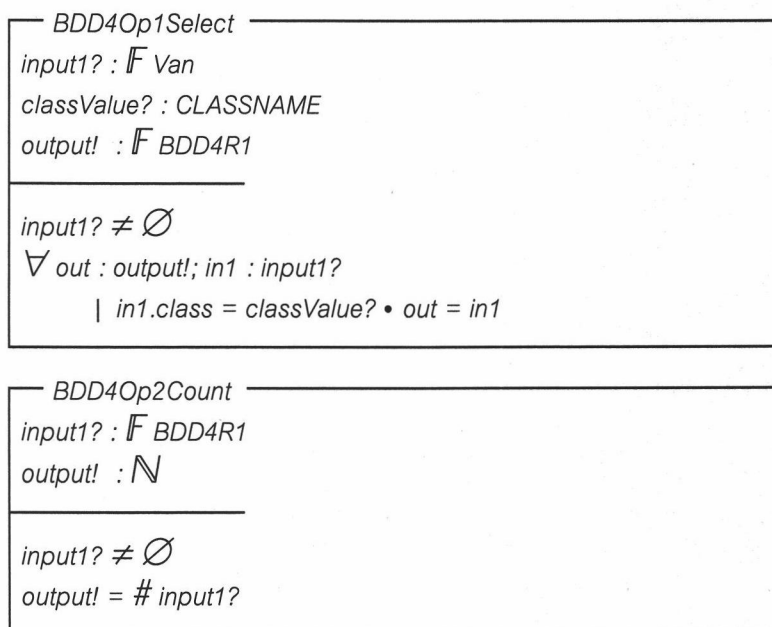 BDD4Op1Select
input1? : 𝔽 Van
classValue? : CLASSNAME
output! : 𝔽 BDD4R1
input1? ≠ ∅
∀ out : output!; in1 : input1?
| in1.class = classValue? • out = in1
BDD4Op2Count
input1? : 𝔽 BDD4R1
output! : ℕ
input1? ≠ ∅
output! = # input1?